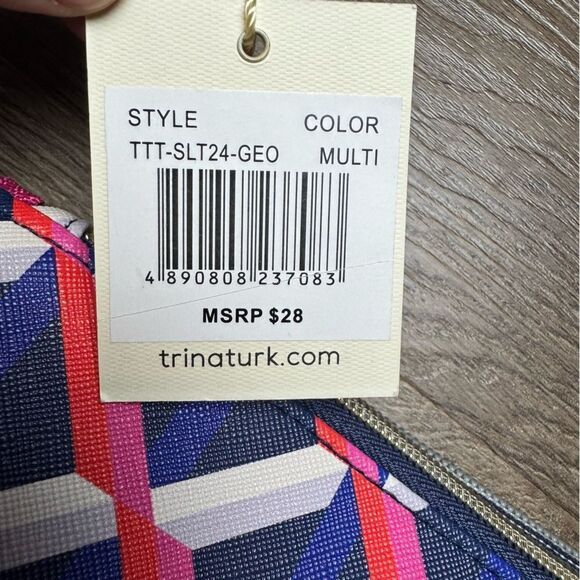 STYLE COLOR
TTT-SLT24-GEO MULTI
4 890808 237083
MSRP $28
trinaturk.com